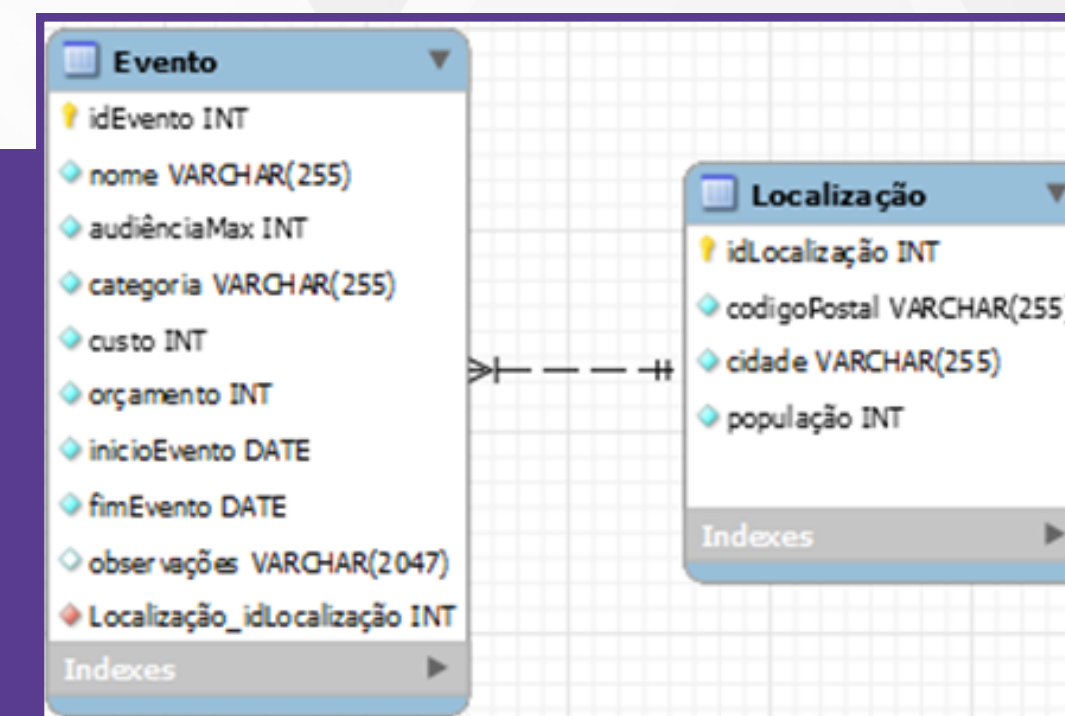 Evento
idEvento INT
nome VARCHAR(255)
audiênciaMax INT
categoria VARCHAR(255)
custo INT
orçamento INT
inicioEvento DATE
fimEvento DATE
observações VARCHAR(2047)
Localização_idLocalização INT
Indexes
Localização
idLocalização INT
codigoPostal VARCHAR(255)
cidade VARCHAR(255)
população INT
Indexes